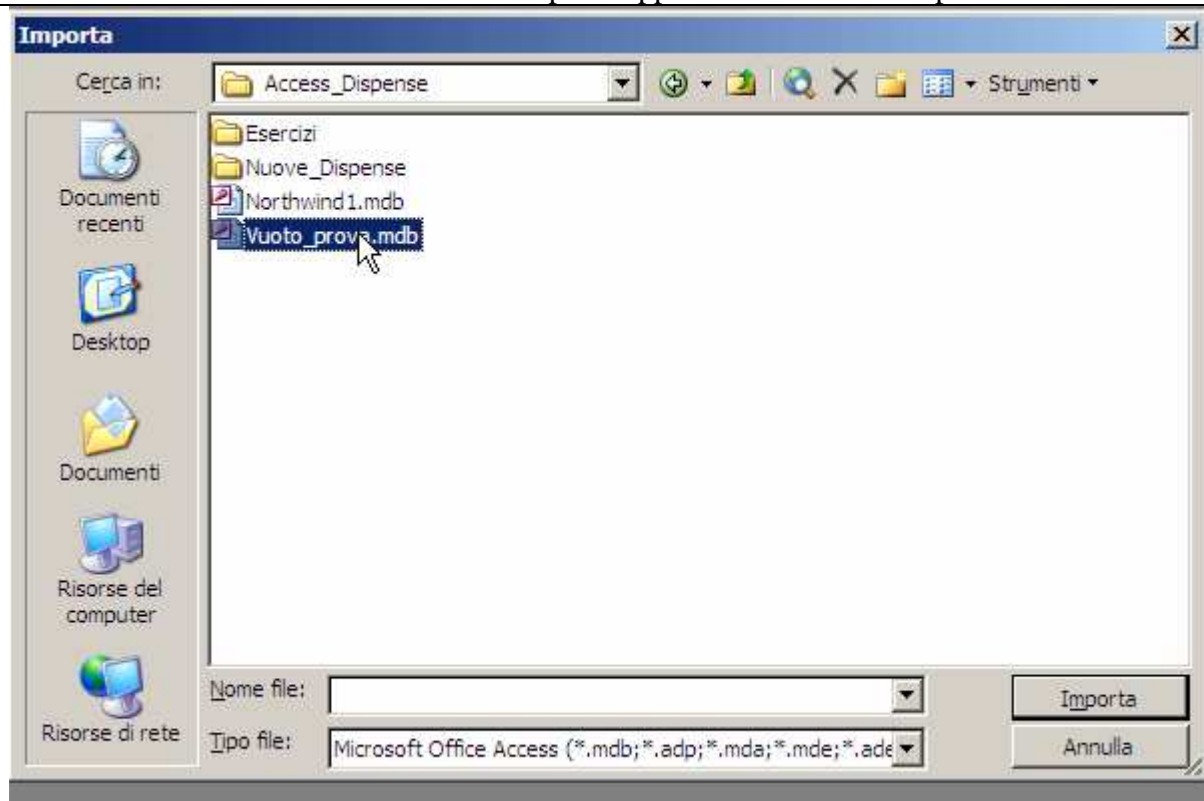 Importa
Cerca in:
Access_Dispense
Strumenti
Esercizi
Nuove_Dispense
Northwind1.mdb
Vuoto_prova.mdb
Documenti
recenti
Desktop
Documenti
Risorse del
computer
Risorse di rete
Nome file:
Importa
Tipo file:
Microsoft Office Access (*.mdb;*.adp;*.mda;*.mde;*.ade
Annulla